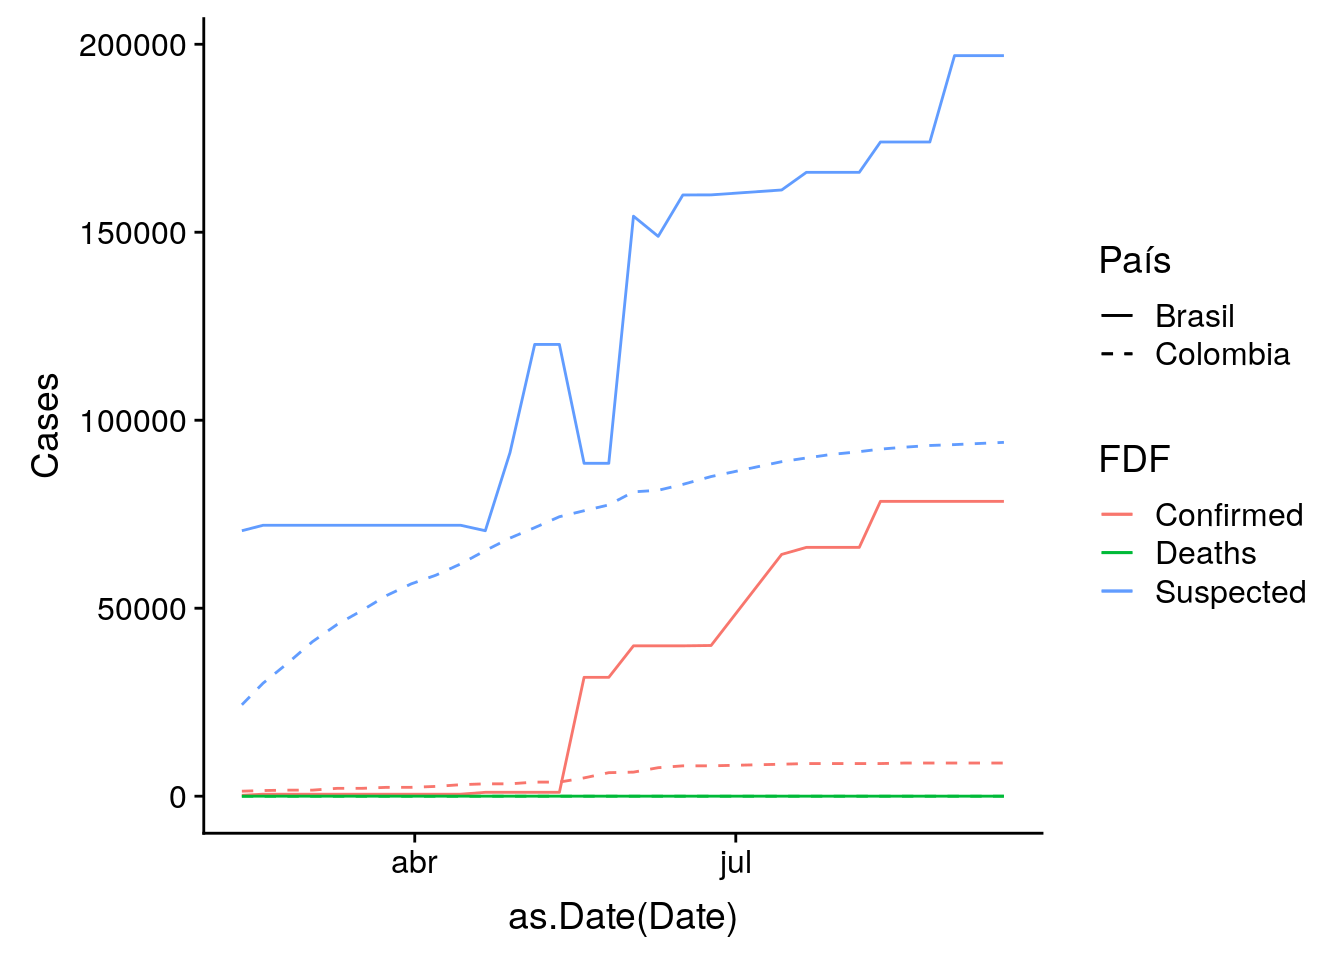 200000
150000
100000
50000
0
Cases
abr
jul
as.Date(Date)
País
Brasil
Colombia
FDF
Confirmed
Deaths
Suspected